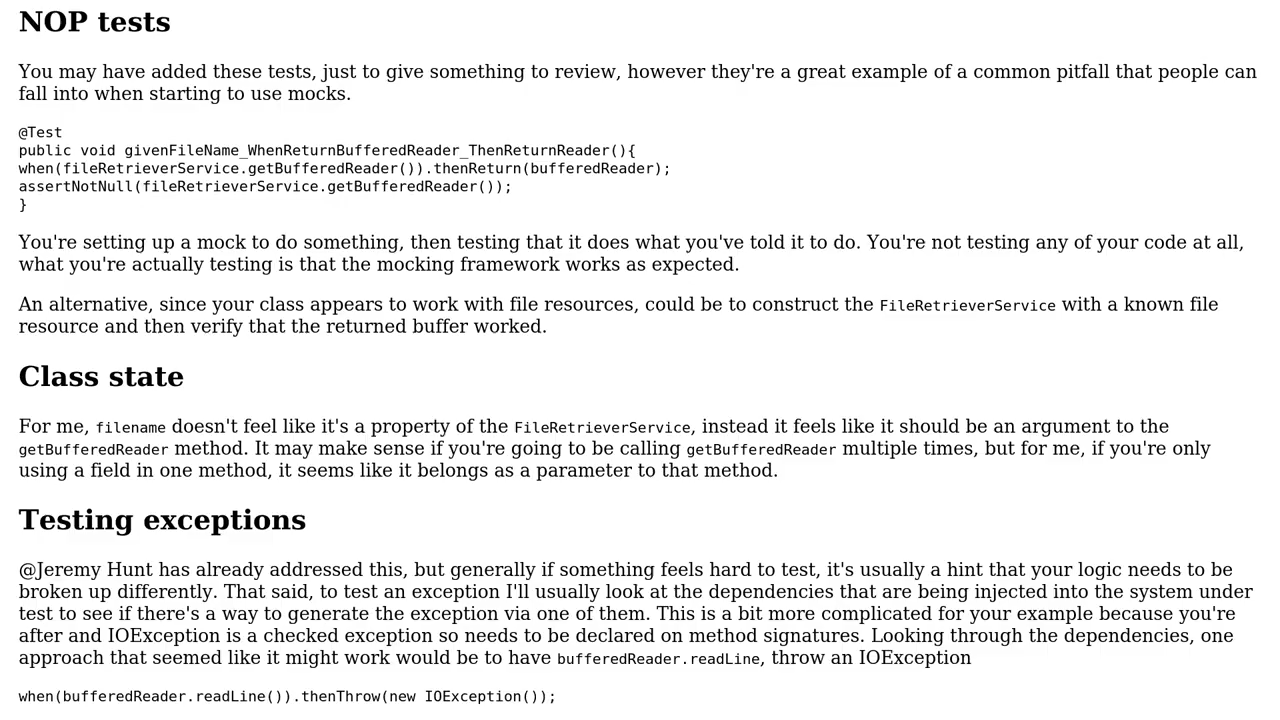 NOP tests
You may have added these tests, just to give something to review, however they're a great example of a common pitfall that people can
fall into when starting to use mocks.
@Test
public void givenFileName_WhenReturnBufferedReader_ThenReturnReader(){
when(fileRetrieverService.getBufferedReader()).thenReturn(bufferedReader);
assertNotNull(fileRetrieverService.getBufferedReader());
}
You're setting up a mock to do something, then testing that it does what you've told it to do. You're not testing any of your code at all,
what you're actually testing is that the mocking framework works as expected.
An alternative, since your class appears to work with file resources, could be to construct the FileRetrieverService with a known file
resource and then verify that the returned buffer worked.
Class state
For me, filename doesn't feel like it's a property of the FileRetrieverService, instead it feels like it should be an argument to the
getBufferedReader method. It may make sense if you're going to be calling getBufferedReader multiple times, but for me, if you're only
using a field in one method, it seems like it belongs as a parameter to that method.
Testing exceptions
@Jeremy Hunt has already addressed this, but generally if something feels hard to test, it's usually a hint that your logic needs to be
broken up differently. That said, to test an exception I'll usually look at the dependencies that are being injected into the system under
test to see if there's a way to generate the exception via one of them. This is a bit more complicated for your example because you're
after and IOException is a checked exception so needs to be declared on method signatures. Looking through the dependencies, one
approach that seemed like it might work would be to have bufferedReader.readLine, throw an IOException
when(bufferedReader.readLine()).thenThrow(new IOException());